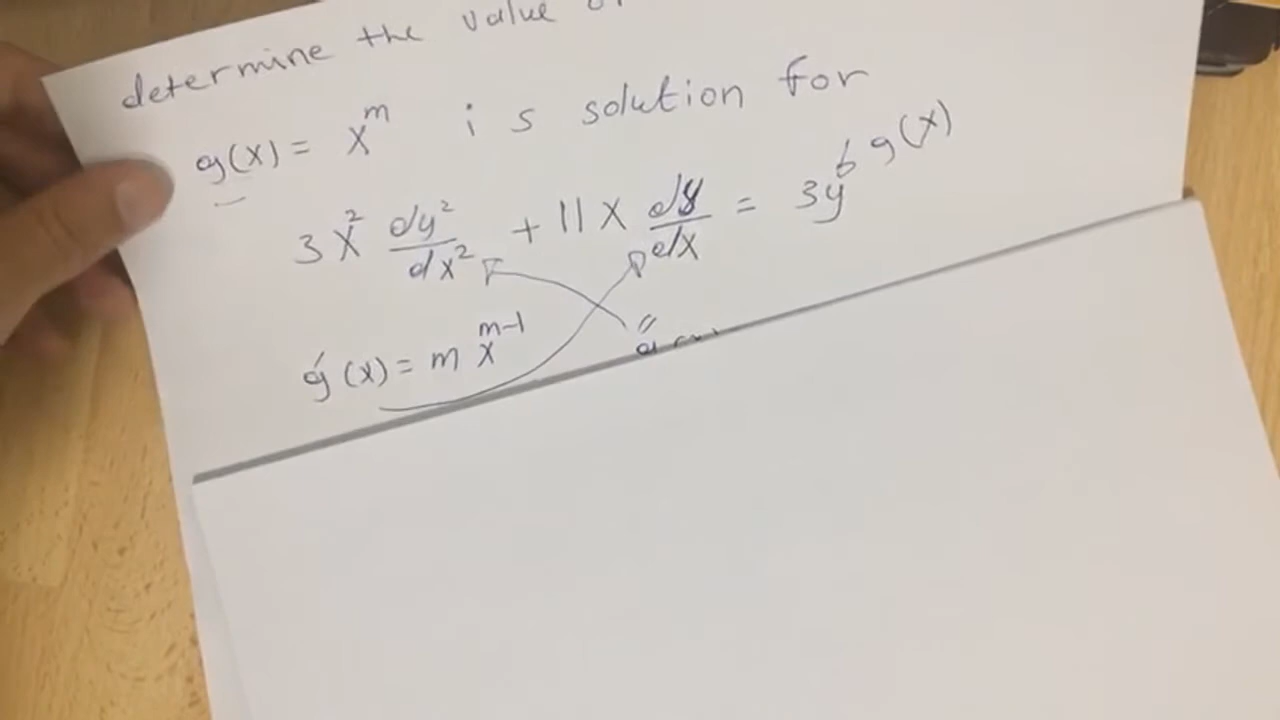 determine the value
g(x) = x^m is solution for
3x² dy²/dx² + 11x dy/dx = 3y g(x)
g'(x) = m x^(m-1)